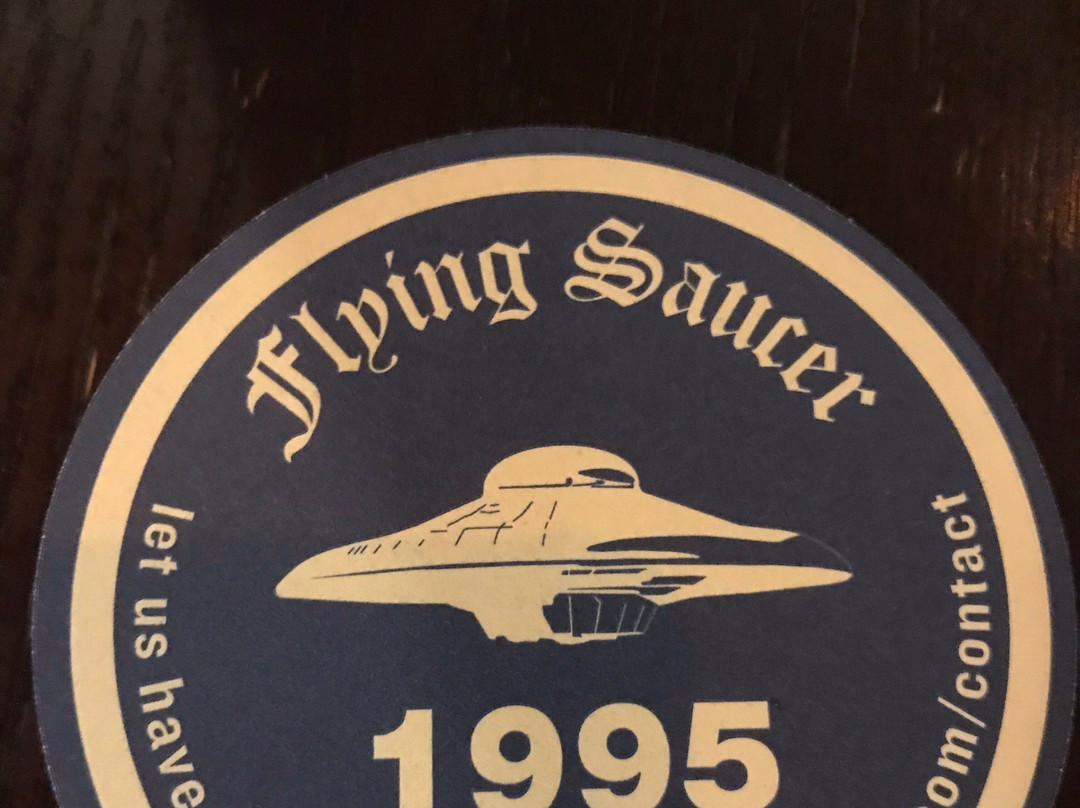 Flying Saucer
1995
let us have
om/contact